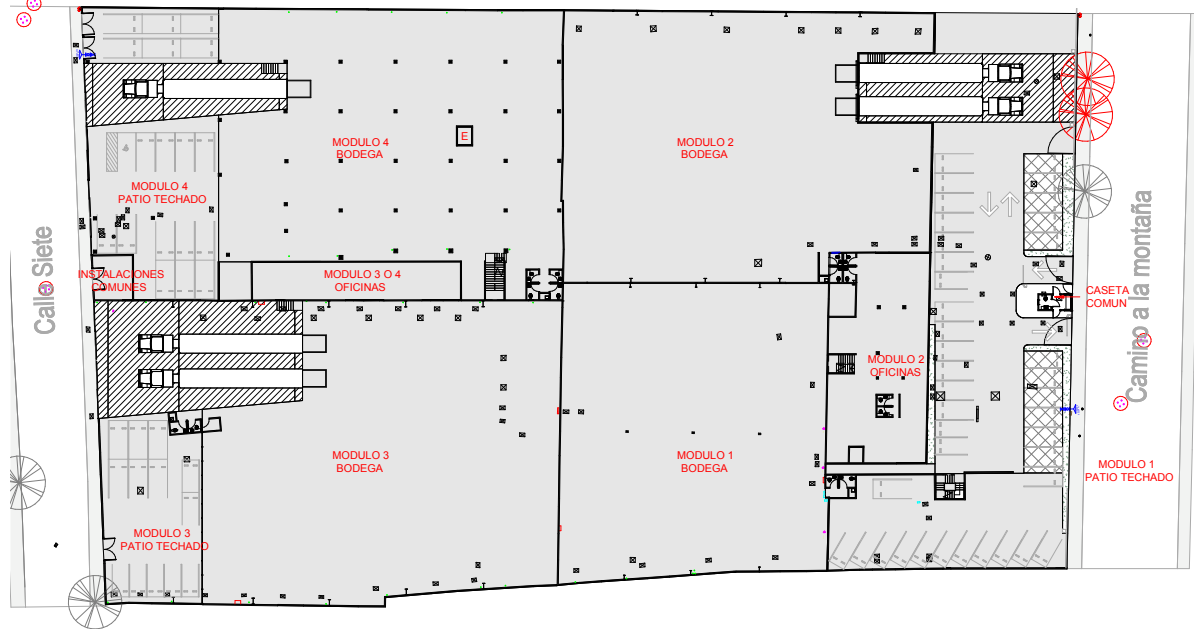 MODULO 4
BODEGA
E
MODULO 2
BODEGA
MODULO 4
PATIO TECHADO
Calle Siete
INSTALACIONES
COMUNES
MODULO 3 O 4
OFICINAS
CASETA
COMUN
Camino a la montaña
MODULO 2
OFICINAS
MODULO 3
BODEGA
MODULO 1
BODEGA
MODULO 1
PATIO TECHADO
MODULO 3
PATIO TECHADO